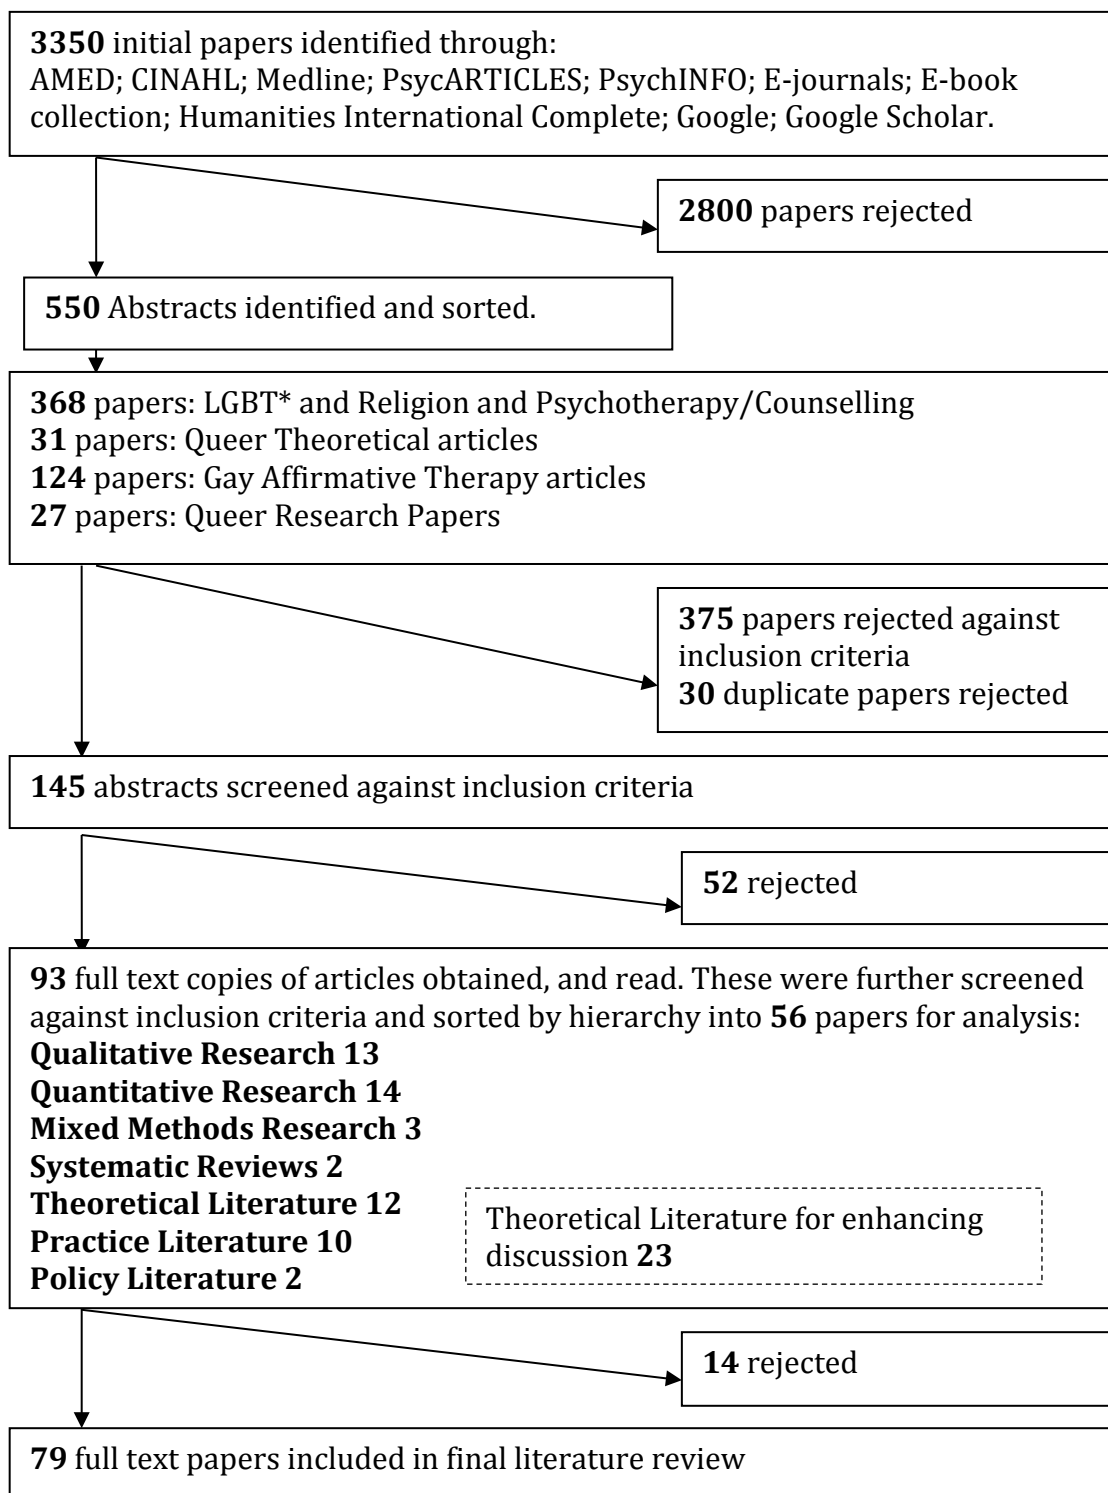 3350 initial papers identified through:
AMED; CINAHL; Medline; PsycARTICLES; PsychINFO; E-journals; E-book
collection; Humanities International Complete; Google; Google Scholar.
2800 papers rejected
550 Abstracts identified and sorted.
368 papers: LGBT* and Religion and Psychotherapy/Counselling
31 papers: Queer Theoretical articles
124 papers: Gay Affirmative Therapy articles
27 papers: Queer Research Papers
375 papers rejected against
inclusion criteria
30 duplicate papers rejected
145 abstracts screened against inclusion criteria
52 rejected
93 full text copies of articles obtained, and read. These were further screened
against inclusion criteria and sorted by hierarchy into 56 papers for analysis:
Qualitative Research 13
Quantitative Research 14
Mixed Methods Research 3
Systematic Reviews 2
Theoretical Literature 12
Practice Literature 10
Policy Literature 2
Theoretical Literature for enhancing
discussion 23
14 rejected
79 full text papers included in final literature review